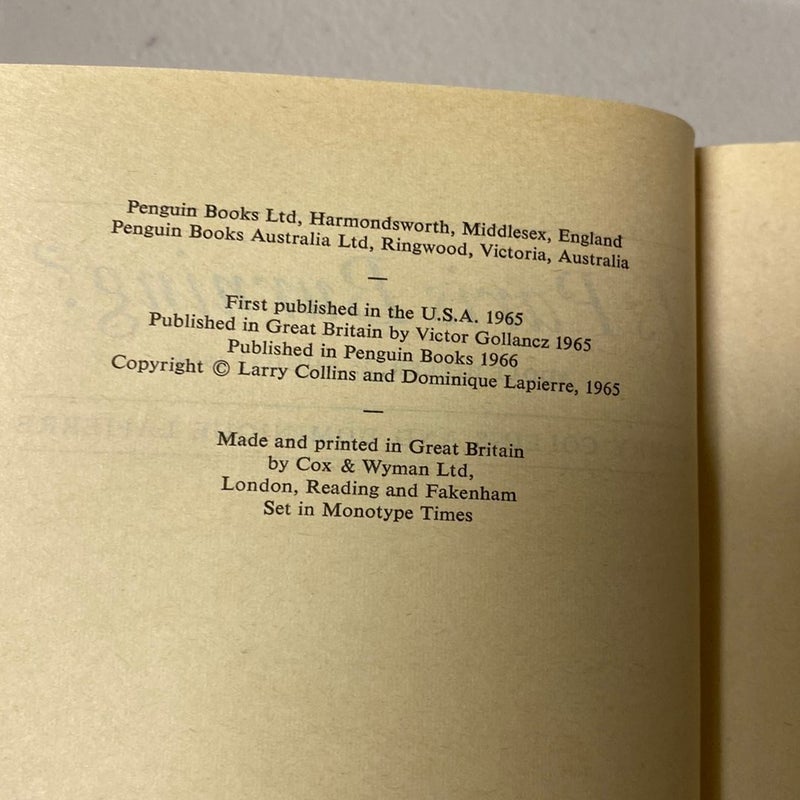 Penguin Books Ltd, Harmondsworth, Middlesex, England
Penguin Books Australia Ltd, Ringwood, Victoria, Australia
—
First published in the U.S.A. 1965
Published in Great Britain by Victor Gollancz 1965
Published in Penguin Books 1966
Copyright © Larry Collins and Dominique Lapierre, 1965
—
Made and printed in Great Britain
by Cox & Wyman Ltd,
London, Reading and Fakenham
Set in Monotype Times